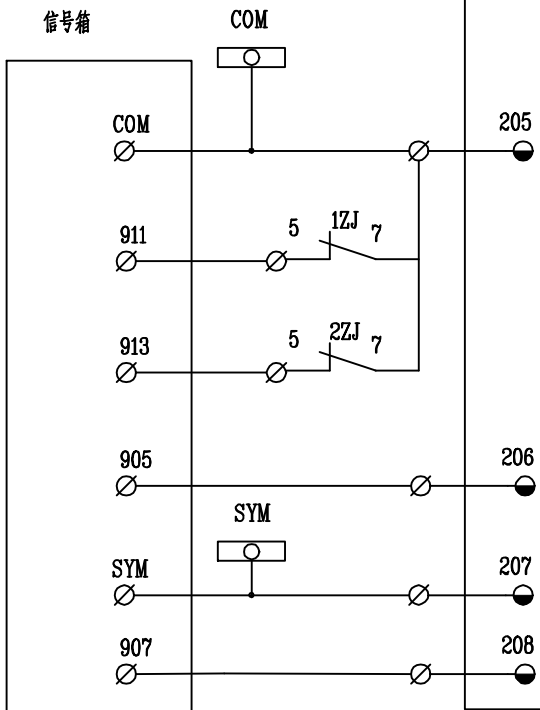 信号箱 COM
COM 205
911 5 1ZJ 7
913 5 2ZJ 7
905 206
SYM
SYM 207
907 208